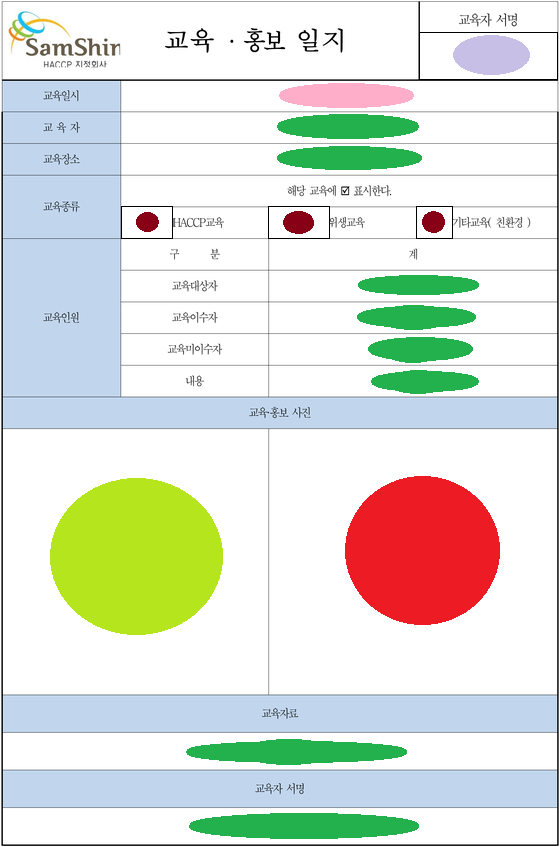 SamShin
HACCP 지정회사
교육 · 홍보 일지
교육자 서명
교육일시
교 육 자
교육장소
교육종류
해당 교육에 ☑ 표시한다.
HACCP교육
위생교육
기타교육( 친환경 )
교육인원
구 분
계
교육대상자
교육이수자
교육미이수자
내용
교육·홍보 사진
교육자료
교육자 서명